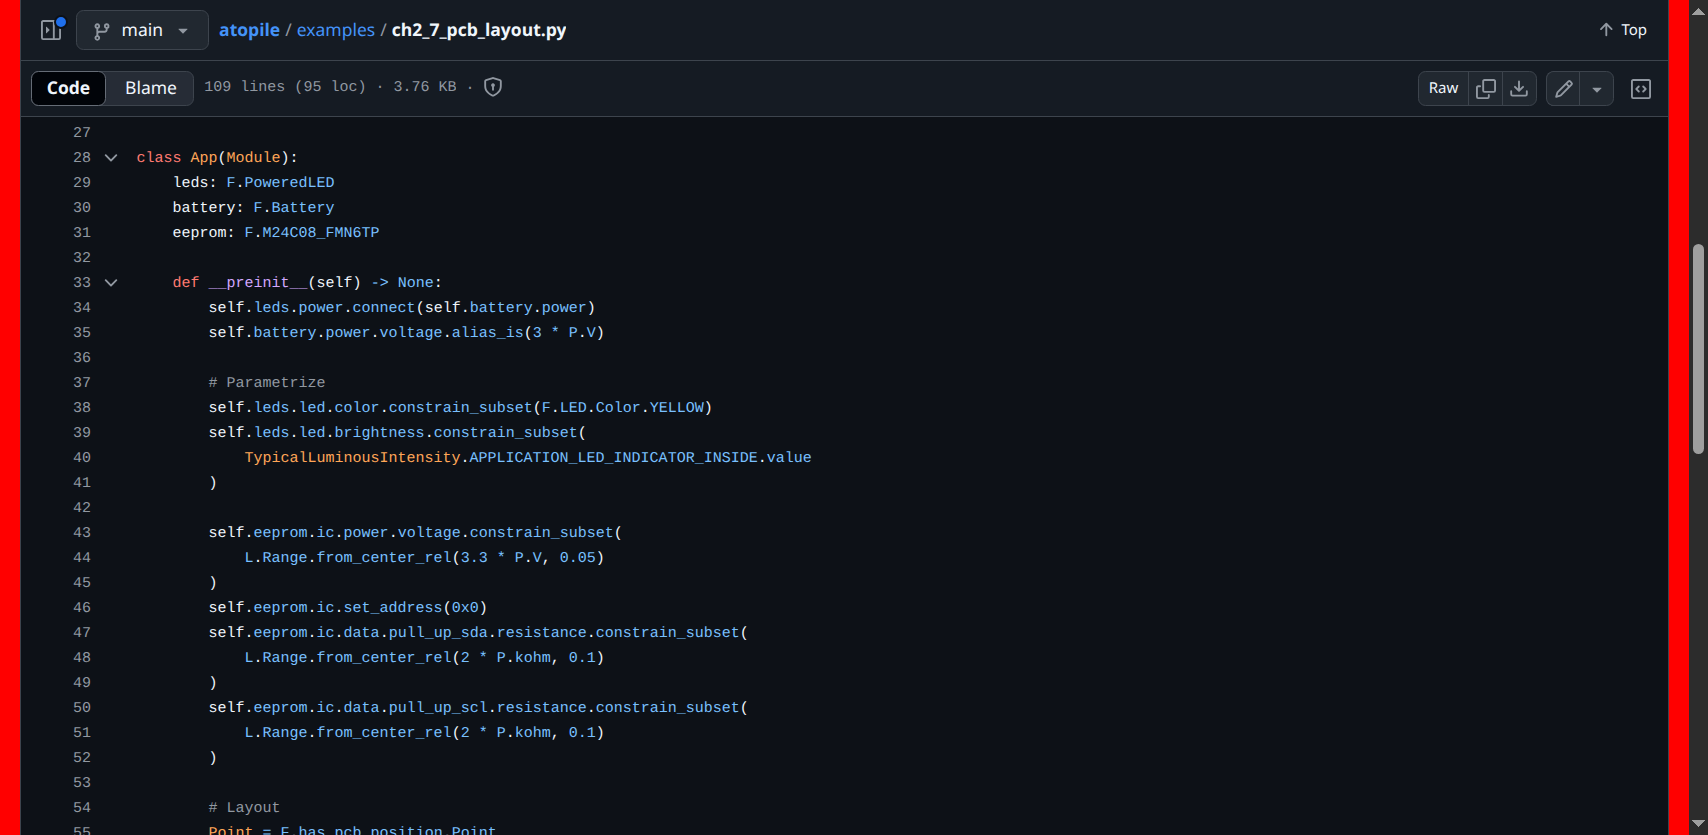 main
atopile / examples / ch2_7_pcb_layout.py
Top
Code Blame 109 lines (95 loc) · 3.76 KB ·
Raw
27
28 class App(Module):
29 leds: F.PoweredLED
30 battery: F.Battery
31 eeprom: F.M24C08_FMN6TP
32
33 def __preinit__(self) -> None:
34 self.leds.power.connect(self.battery.power)
35 self.battery.power.voltage.alias_is(3 * P.V)
36
37 # Parametrize
38 self.leds.led.color.constrain_subset(F.LED.Color.YELLOW)
39 self.leds.led.brightness.constrain_subset(
40 TypicalLuminousIntensity.APPLICATION_LED_INDICATOR_INSIDE.value
41 )
42
43 self.eeprom.ic.power.voltage.constrain_subset(
44 L.Range.from_center_rel(3.3 * P.V, 0.05)
45 )
46 self.eeprom.ic.set_address(0x0)
47 self.eeprom.ic.data.pull_up_sda.resistance.constrain_subset(
48 L.Range.from_center_rel(2 * P.kohm, 0.1)
49 )
50 self.eeprom.ic.data.pull_up_scl.resistance.constrain_subset(
51 L.Range.from_center_rel(2 * P.kohm, 0.1)
52 )
53
54 # Layout
55 Point = F.has_pcb_position.Point